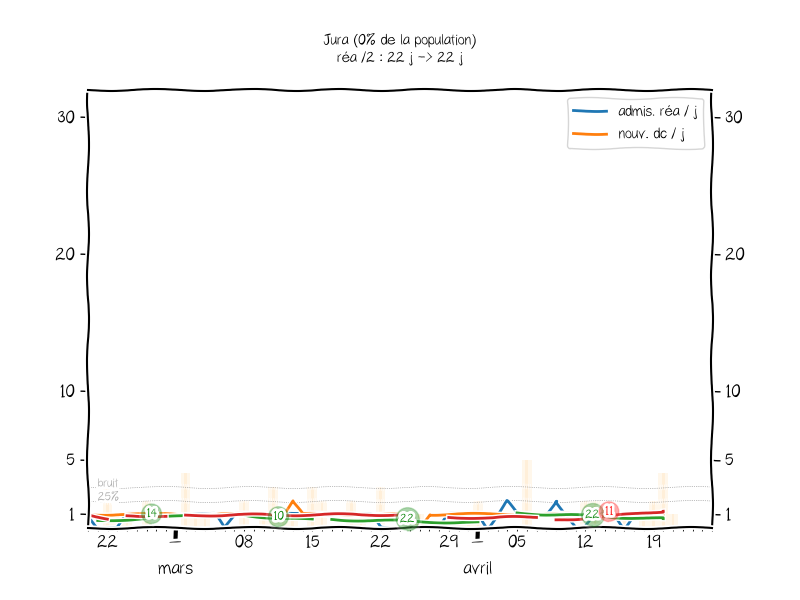 Jura (0% de la population)
réa /2 : 22 j -> 22 j
admis. réa / j
nouv. dc / j
30 30
20 20
10 10
5 5
1 1
bruit
25%
14 10 22 22 11
22 1 08 15 22 29 1 05 12 19
mars avril